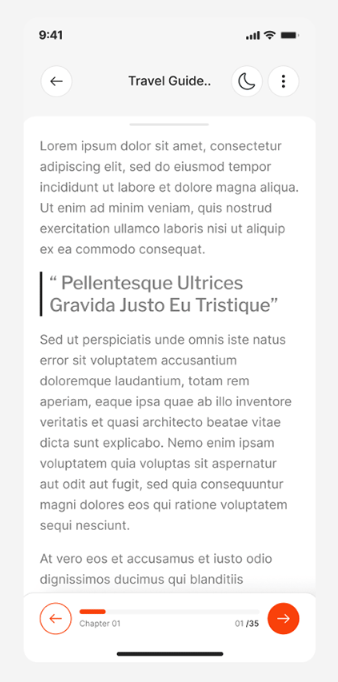 9:41
Travel Guide..
Lorem ipsum dolor sit amet, consectetur
adipiscing elit, sed do eiusmod tempor
incididunt ut labore et dolore magna aliqua.
Ut enim ad minim veniam, quis nostrud
exercitation ullamco laboris nisi ut aliquip
ex ea commodo consequat.
“ Pellentesque Ultrices
Gravida Justo Eu Tristique”
Sed ut perspiciatis unde omnis iste natus
error sit voluptatem accusantium
doloremque laudantium, totam rem
aperiam, eaque ipsa quae ab illo inventore
veritatis et quasi architecto beatae vitae
dicta sunt explicabo. Nemo enim ipsam
voluptatem quia voluptas sit aspernatur
aut odit aut fugit, sed quia consequuntur
magni dolores eos qui ratione voluptatem
sequi nesciunt.
At vero eos et accusamus et iusto odio
dignissimos ducimus qui blanditiis
Chapter 01
01 /35